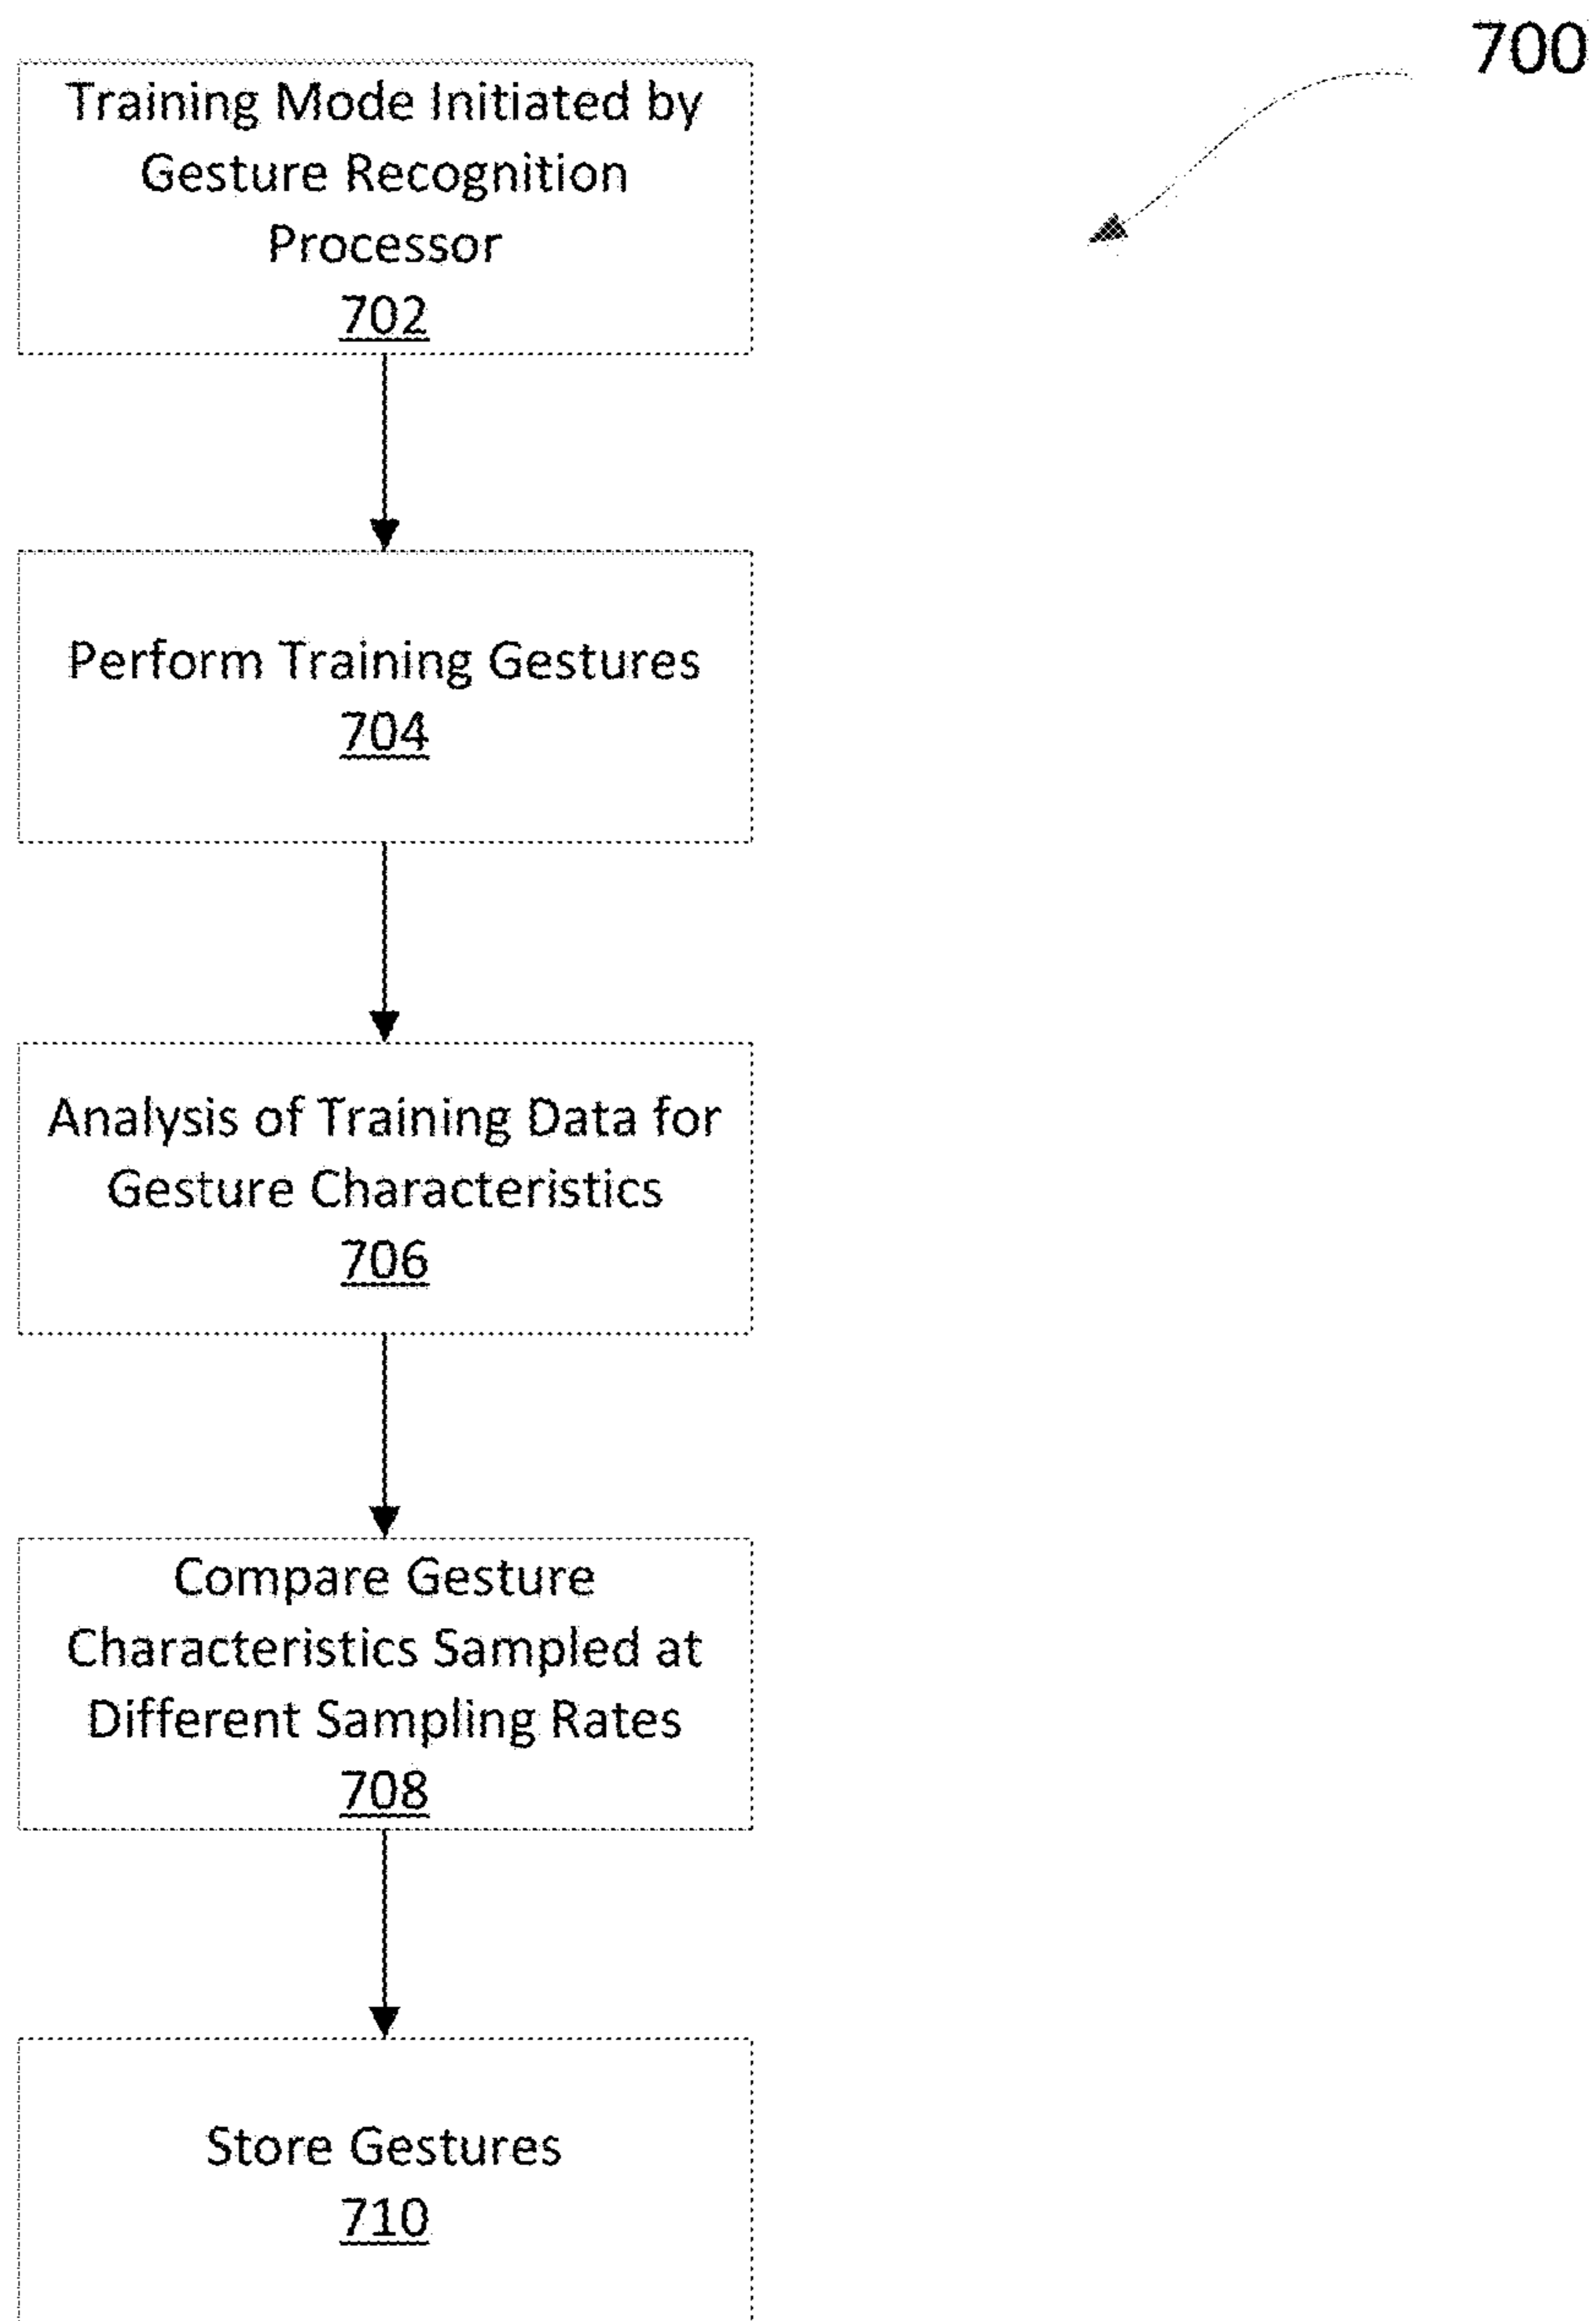 700
Training Mode Initiated by
Gesture Recognition
Processor
702
Perform Training Gestures
704
Analysis of Training Data for
Gesture Characteristics
706
Compare Gesture
Characteristics Sampled at
Different Sampling Rates
708
Store Gestures
710